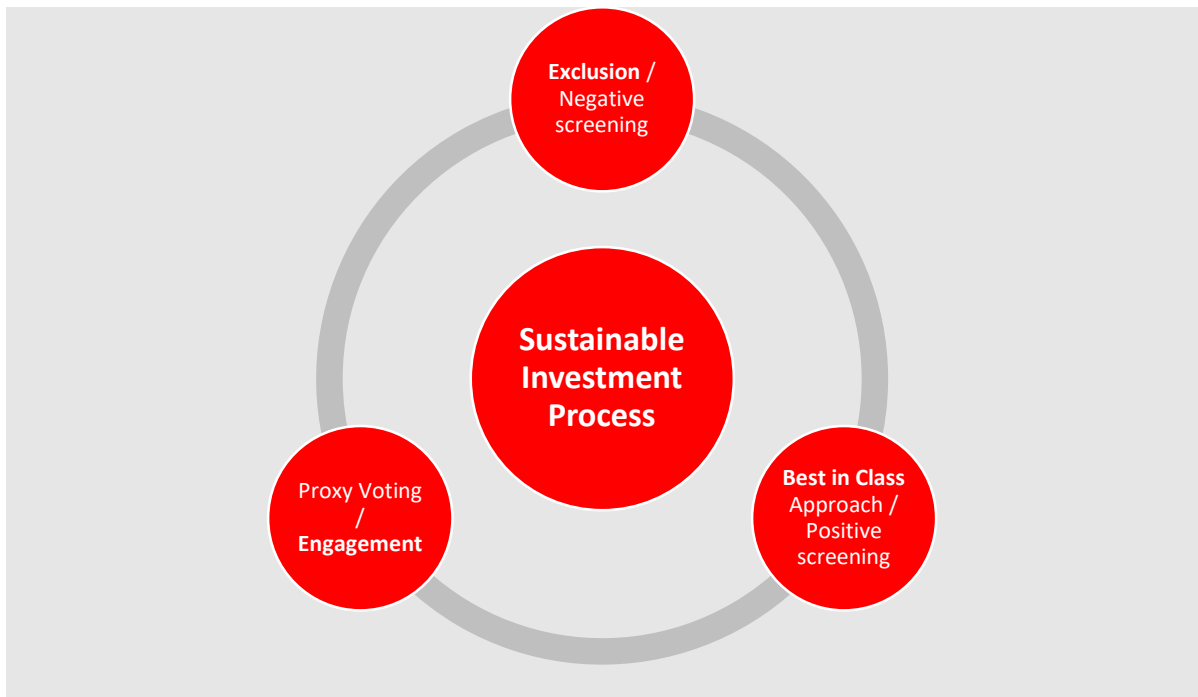 Exclusion /
Negative
screening
Sustainable
Investment
Process
Best in Class
Approach /
Positive
screening
Proxy Voting
/
Engagement